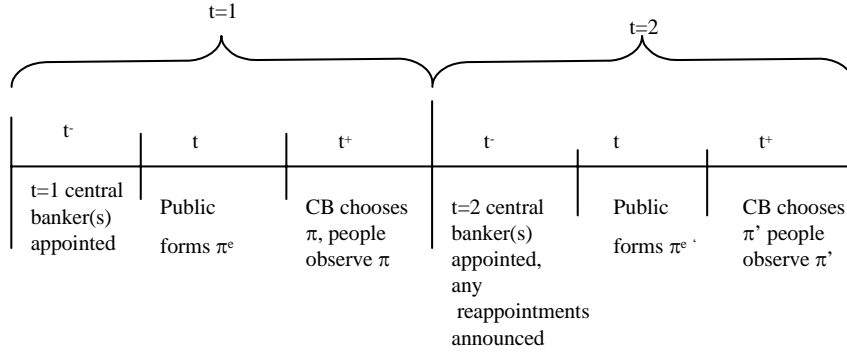 t=1
t=2
t-
t
t+
t-
t
t+
t=1 central
banker(s)
appointed
Public
forms πe
CB chooses
π, people
observe π
t=2 central
banker(s)
appointed,
any
reappointments
announced
Public
forms πe ‘
CB chooses
π’ people
observe π’